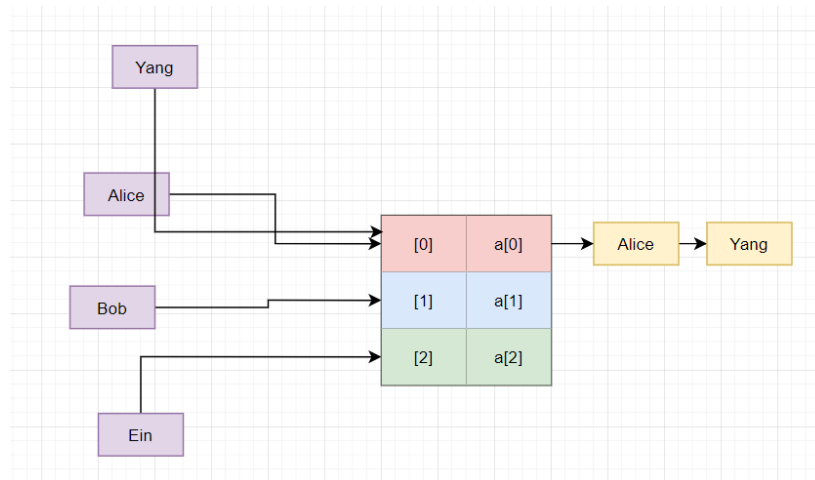 Yang
Alice
[0] a[0] Alice Yang
Bob
[1] a[1]
[2] a[2]
Ein